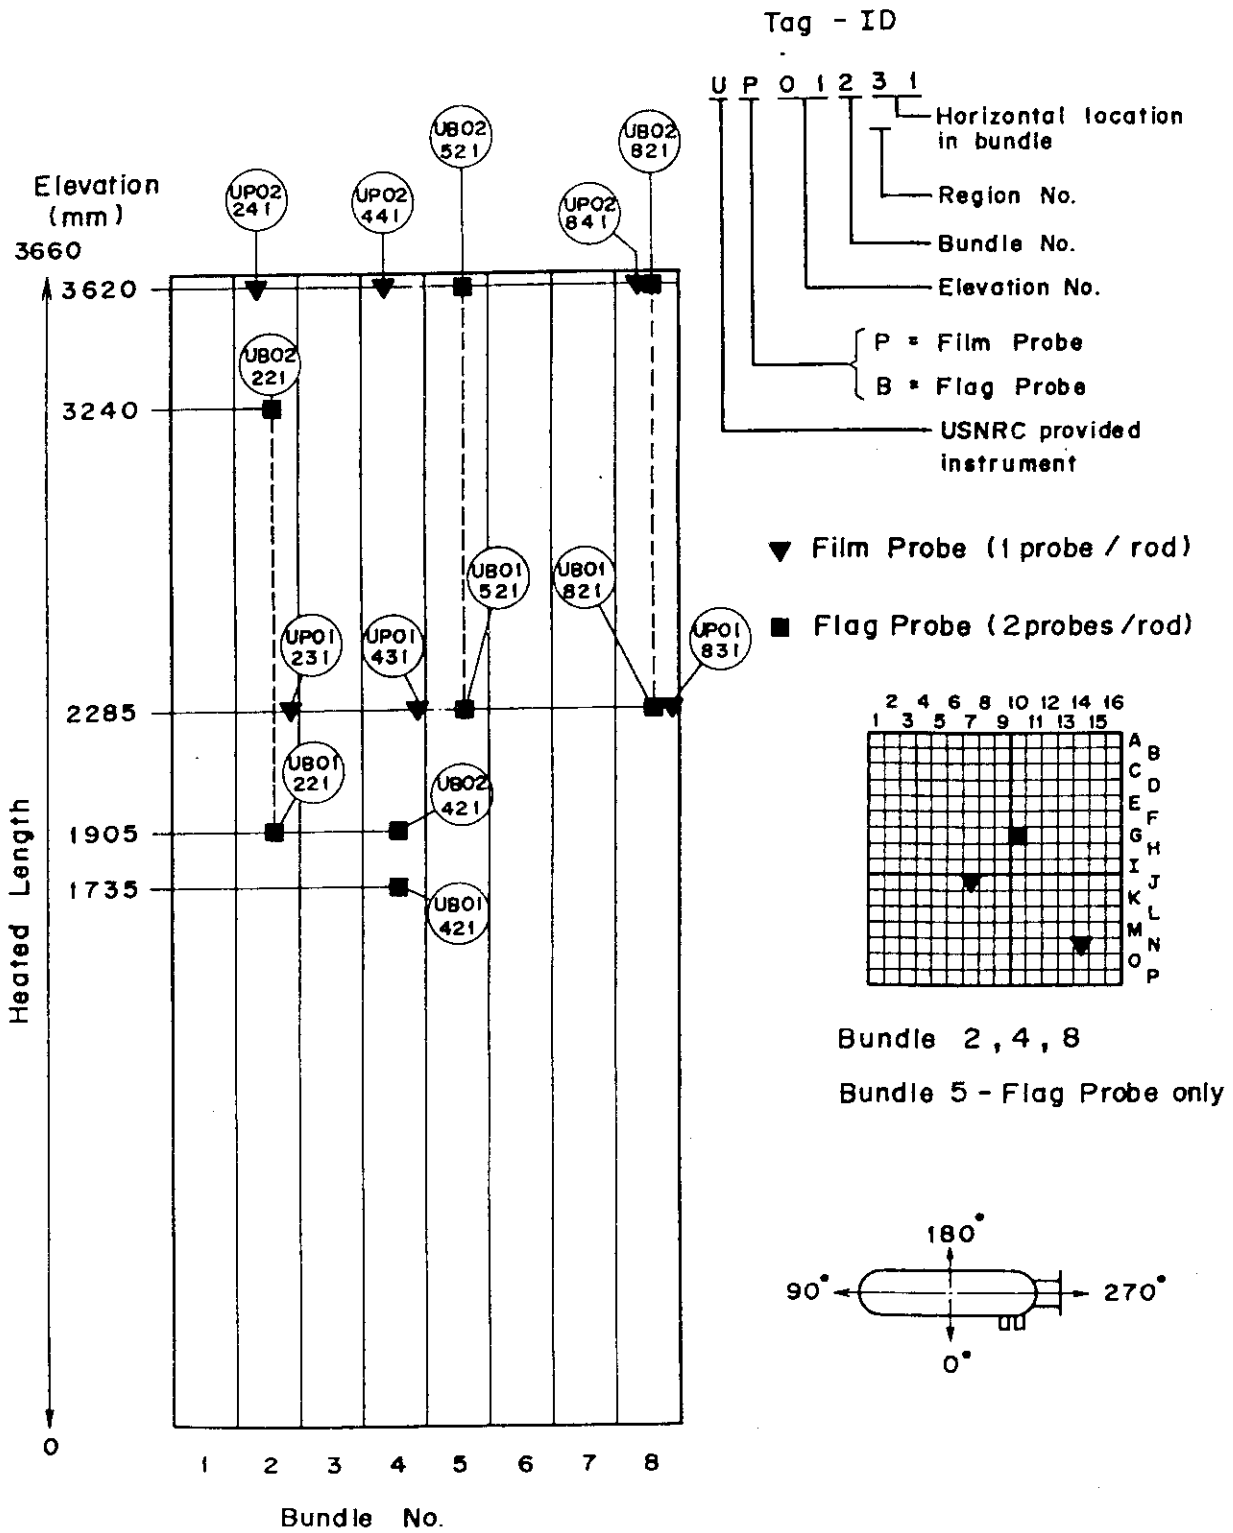 Tag - ID
U P 0 1 2 3 1
Horizontal location
in bundle
Region No.
Bundle No.
Elevation No.
P = Film Probe
B = Flag Probe
USNRC provided
instrument
Elevation
(mm)
3660
3620
3240
2285
1905
1735
0
Heated Length
UP02
241
UP02
441
UB02
521
UP02
841
UB02
821
UB02
221
UP01
231
UP01
431
UB01
521
UB01
821
UP01
831
UB01
221
UB02
421
UB01
421
1 2 3 4 5 6 7 8
Bundle No.
Film Probe (1 probe / rod)
Flag Probe (2 probes / rod)
2 4 6 8 10 12 14 16
1 3 5 7 9 11 13 15
A
B
C
D
E
F
G
H
I
J
K
L
M
N
O
P
Bundle 2, 4, 8
Bundle 5 - Flag Probe only
180°
90°
270°
0°